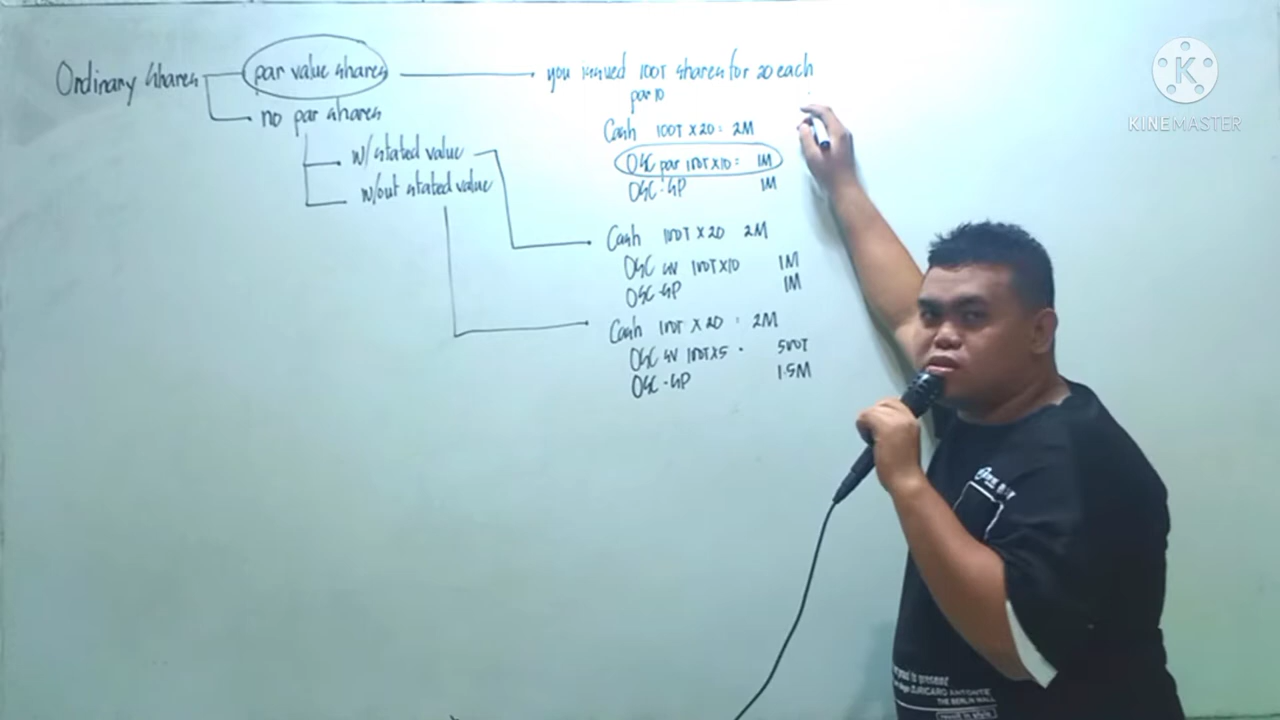 Ordinary shares
par value shares
no par shares
w/ stated value
w/out stated value
you issued 100T shares for 20 each
par 10
Cash 100T X 20 = 2M
OSC par 100T X 10 = 1M
OSC-SP 1M
Cash 100T X 20 2M
OSC SV 100T X 10 1M
OSC-SP 1M
Cash 100T X 20 = 2M
OSC SV 100T X 5 = 500T
OSC-SP 1.5M
KINEMASTER
K
THE BERLIN WALL